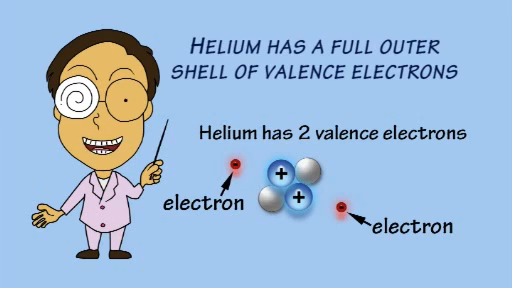 HELIUM HAS A FULL OUTER
SHELL OF VALENCE ELECTRONS
Helium has 2 valence electrons
electron
electron